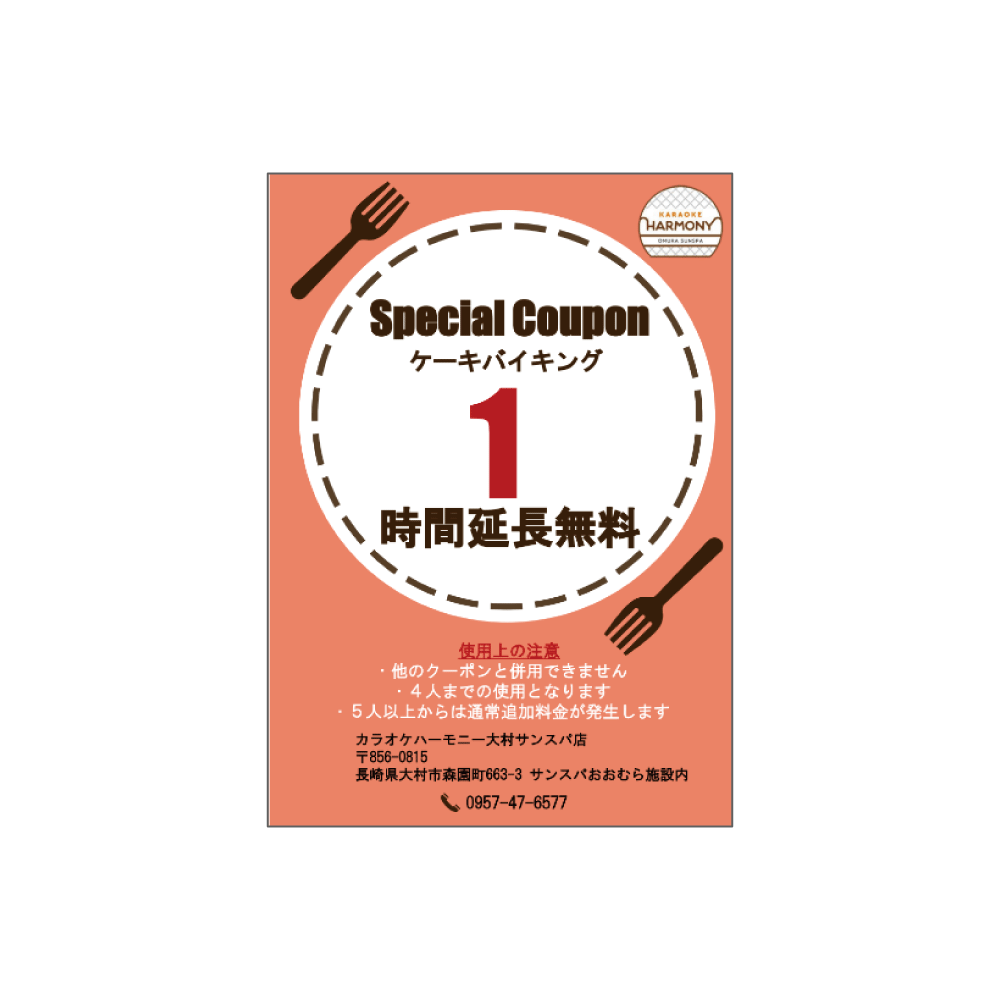 KARAOKE
HARMONY
OMURA SUNSPA
Special Coupon
ケーキバイキング
1
時間延長無料
使用上の注意
・他のクーポンと併用できません
・４人までの使用となります
・５人以上からは通常追加料金が発生します
カラオケハーモニー大村サンスパ店
〒856-0815
長崎県大村市森園町663-3 サンスパおおむら施設内
0957-47-6577